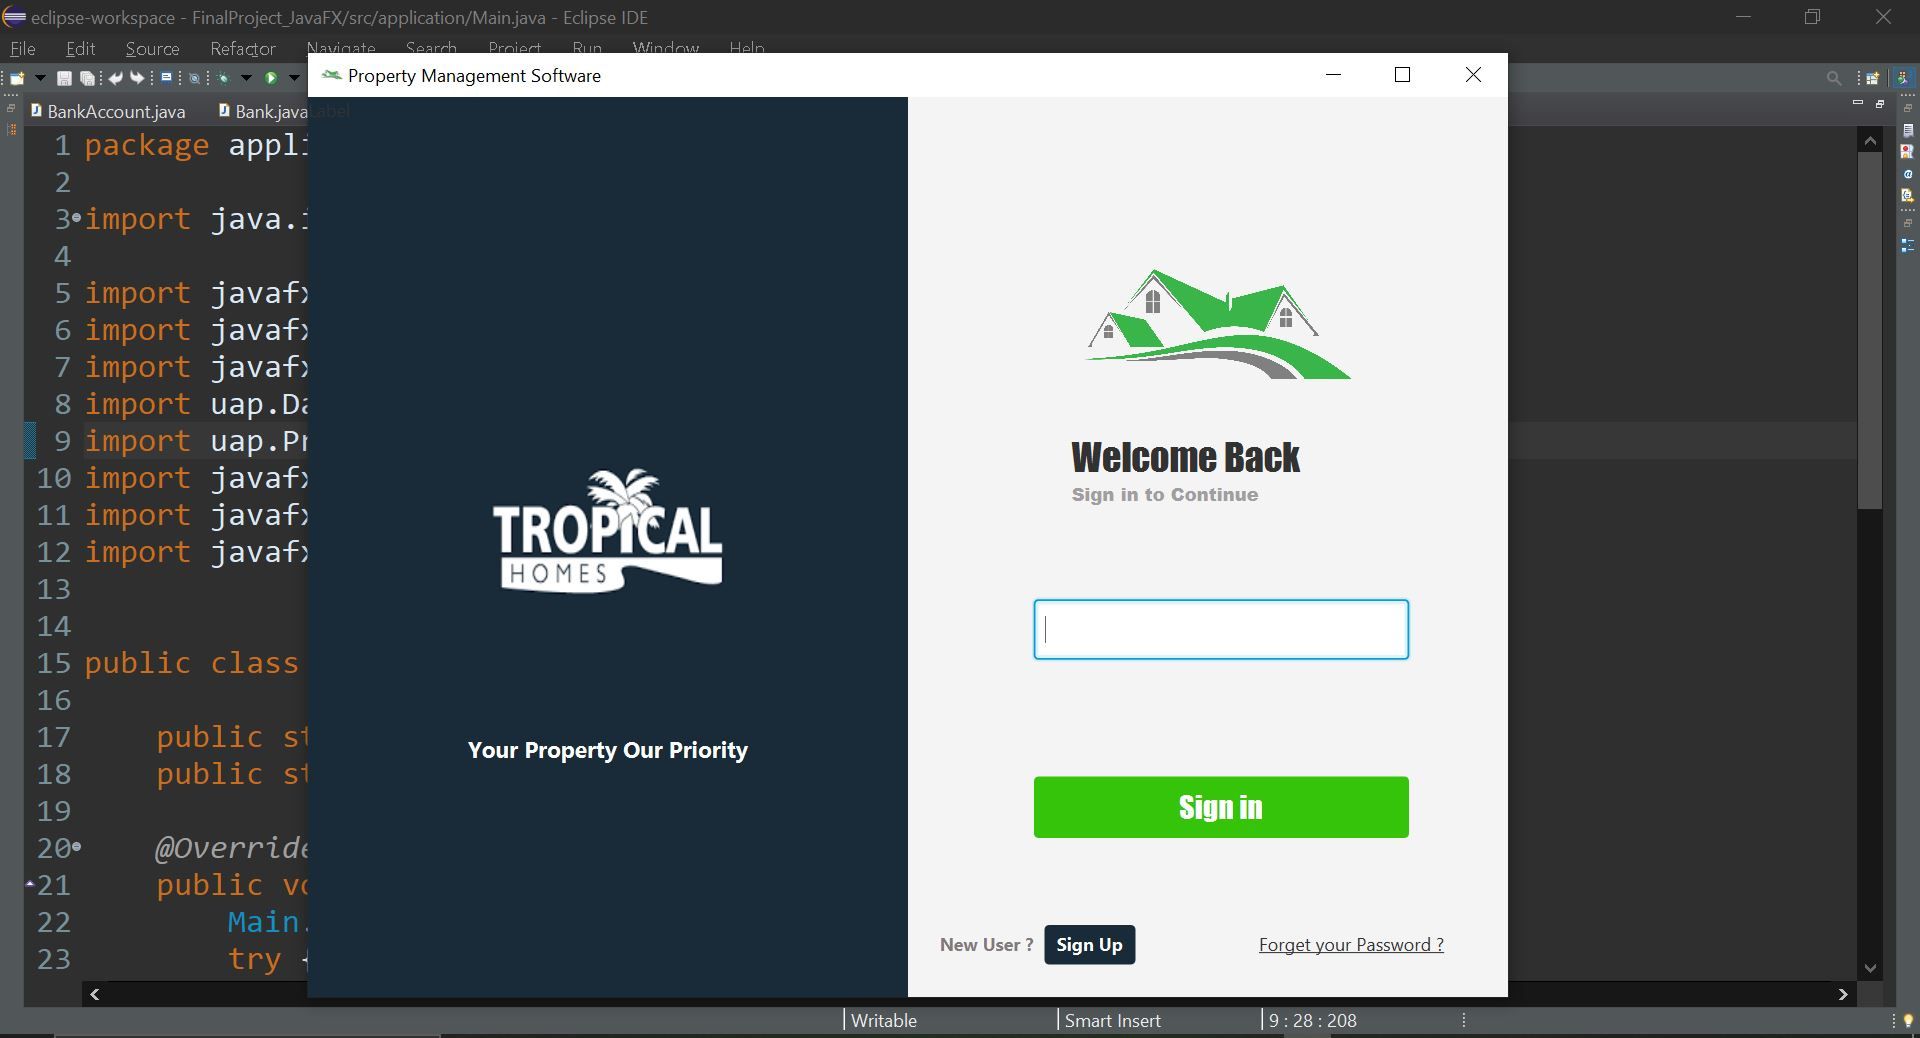 eclipse-workspace - FinalProject_JavaFX/src/application/Main.java - Eclipse IDE
File Edit Source Refactor Navigate Search Project Run Window Help
Property Management Software
BankAccount.java Bank.java
1 package appli
2
3 import java.i
4
5 import javafx
6 import javafx
7 import javafx
8 import uap.Da
9 import uap.Pr
10 import javafx
11 import javafx
12 import javafx
13
14
15 public class
16
17 public st
18 public st
19
20 @Override
21 public vo
22 Main.
23 try {
TROPICAL
HOMES
Your Property Our Priority
Welcome Back
Sign in to Continue
Sign in
New User ? Sign Up Forget your Password ?
Writable Smart Insert 9 : 28 : 208